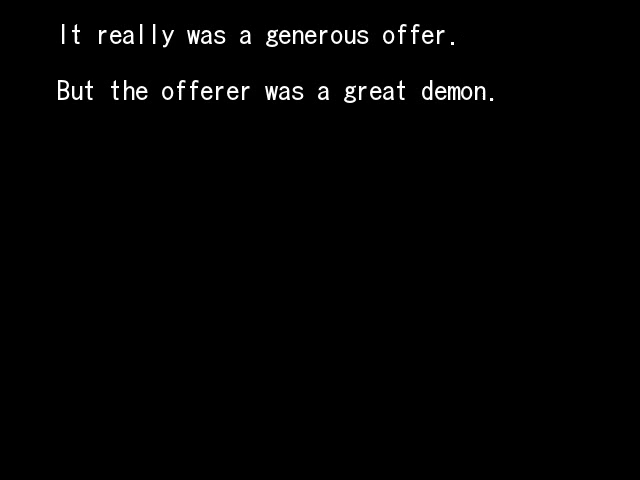 It really was a generous offer.
But the offerer was a great demon.